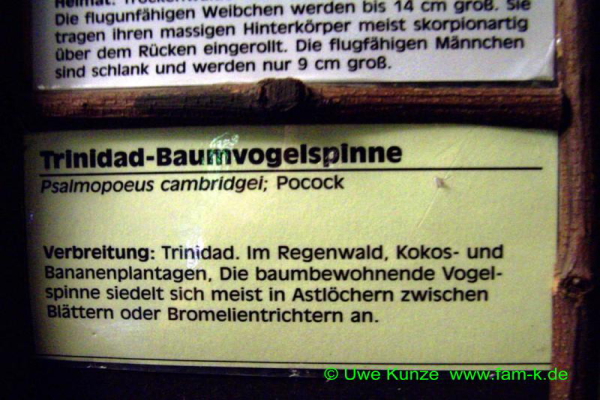 Die flugunfähigen Weibchen werden bis 14 cm groß. Sie
tragen ihren massigen Hinterkörper meist skorpionartig
über dem Rücken eingerollt. Die flugfähigen Männchen
sind schlank und werden nur 9 cm groß.
Trinidad-Baumvogelspinne
Psalmopoeus cambridgei; Pocock
Verbreitung: Trinidad. Im Regenwald, Kokos- und
Bananenplantagen, Die baumbewohnende Vogel-
spinne siedelt sich meist in Astlöchern zwischen
Blättern oder Bromelientrichtern an.
© Uwe Kunze www.fam-k.de